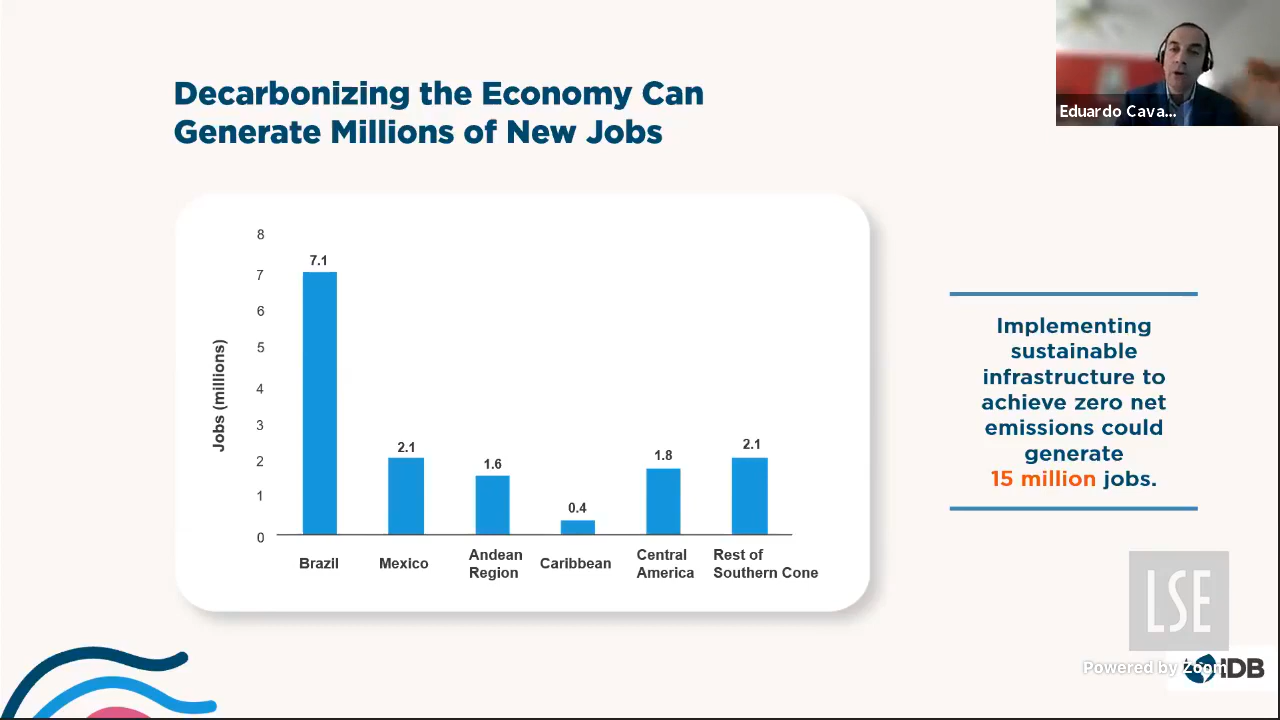 Decarbonizing the Economy Can
Generate Millions of New Jobs
Eduardo Cava...
8
7
6
5
4
3
2
1
0
Jobs (millions)
7.1
2.1
1.6
0.4
1.8
2.1
Brazil
Mexico
Andean
Region
Caribbean
Central
America
Rest of
Southern Cone
Implementing
sustainable
infrastructure to
achieve zero net
emissions could
generate
15 million jobs.
LSE
Powered by Zoom
IDB